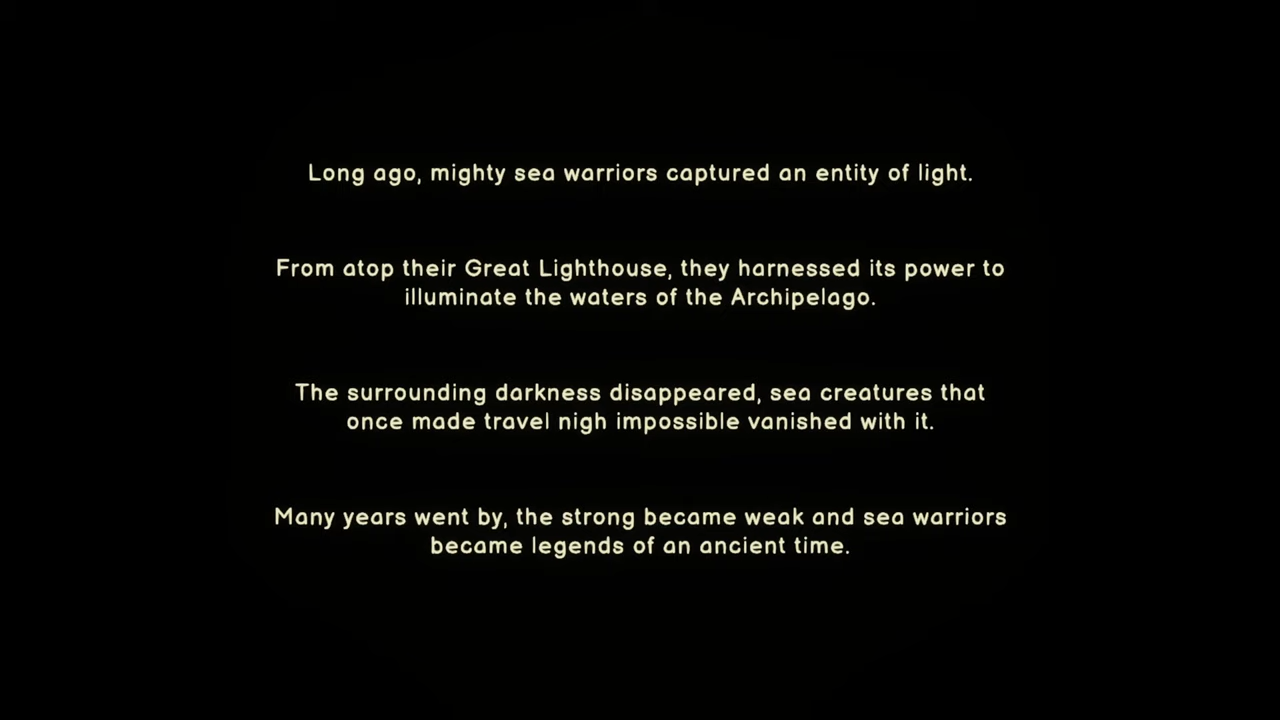 Long ago, mighty sea warriors captured an entity of light.
From atop their Great Lighthouse, they harnessed its power to
illuminate the waters of the Archipelago.
The surrounding darkness disappeared, sea creatures that
once made travel nigh impossible vanished with it.
Many years went by, the strong became weak and sea warriors
became legends of an ancient time.